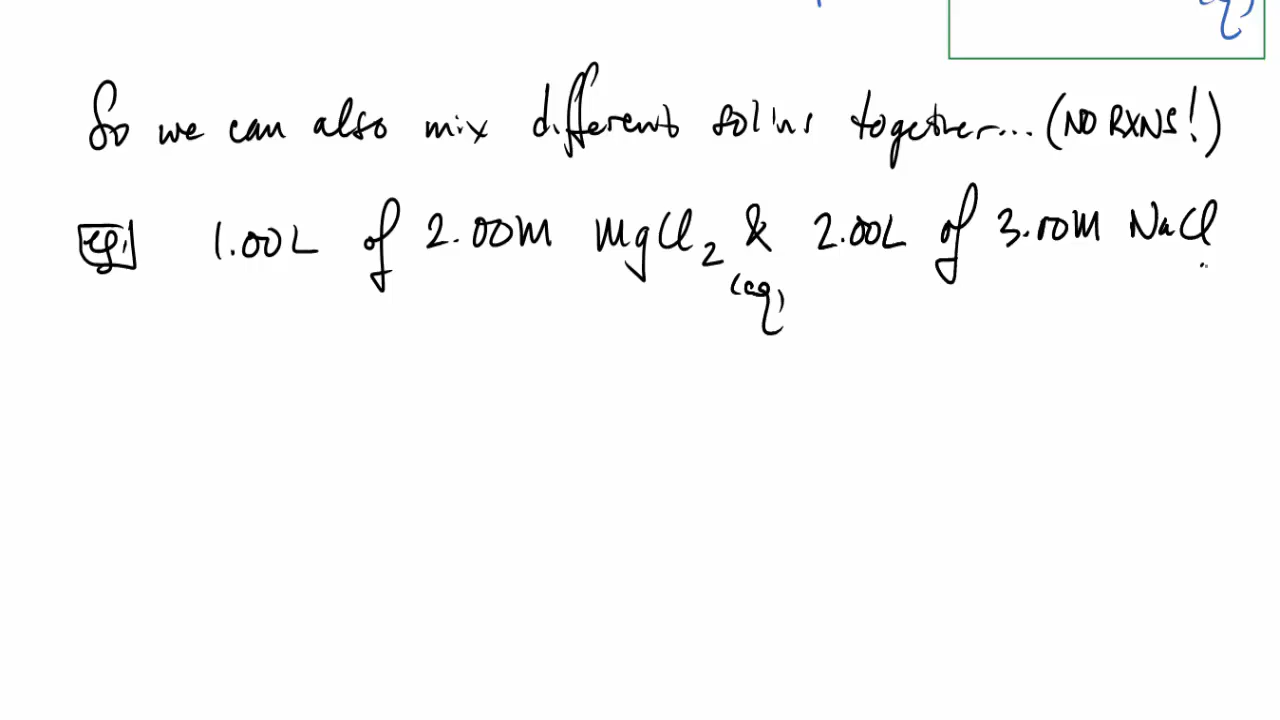 So we can also mix different sol'ns together... (NO RXNS!)
eg. 1.00L of 2.00M MgCl₂ & 2.00L of 3.00M NaCl
(aq)